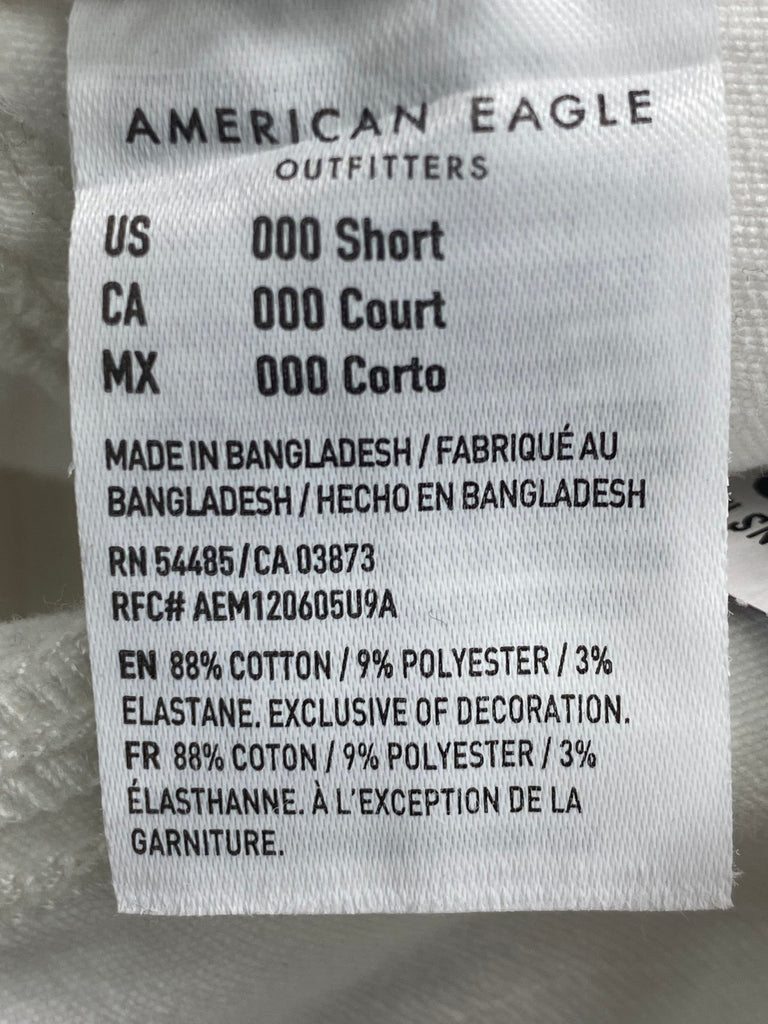 AMERICAN EAGLE
OUTFITTERS
US 000 Short
CA 000 Court
MX 000 Corto
MADE IN BANGLADESH / FABRIQUÉ AU
BANGLADESH / HECHO EN BANGLADESH
RN 54485/CA 03873
RFC# AEM120605U9A
EN 88% COTTON / 9% POLYESTER / 3%
ELASTANE. EXCLUSIVE OF DECORATION.
FR 88% COTON / 9% POLYESTER / 3%
ÉLASTHANNE. À L'EXCEPTION DE LA
GARNITURE.